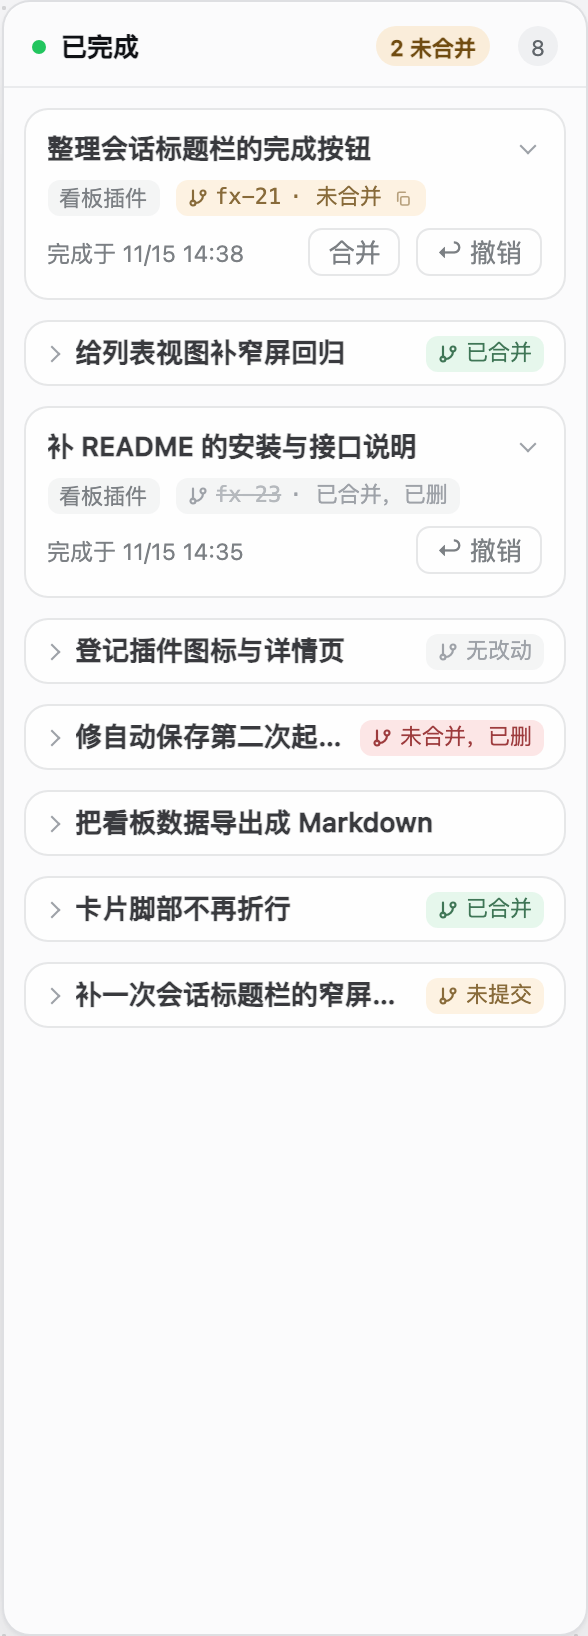 已完成 2 未合并 8
整理会话标题栏的完成按钮
看板插件 fx-21 · 未合并
完成于 11/15 14:38 合并 撤销
给列表视图补窄屏回归 已合并
补 README 的安装与接口说明
看板插件 fx-23 · 已合并，已删
完成于 11/15 14:35 撤销
登记插件图标与详情页 无改动
修自动保存第二次起... 未合并，已删
把看板数据导出成 Markdown
卡片脚部不再折行 已合并
补一次会话标题栏的窄屏... 未提交